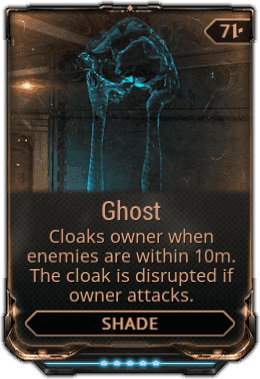 71
Ghost
Cloaks owner when
enemies are within 10m.
The cloak is disrupted if
owner attacks.
SHADE